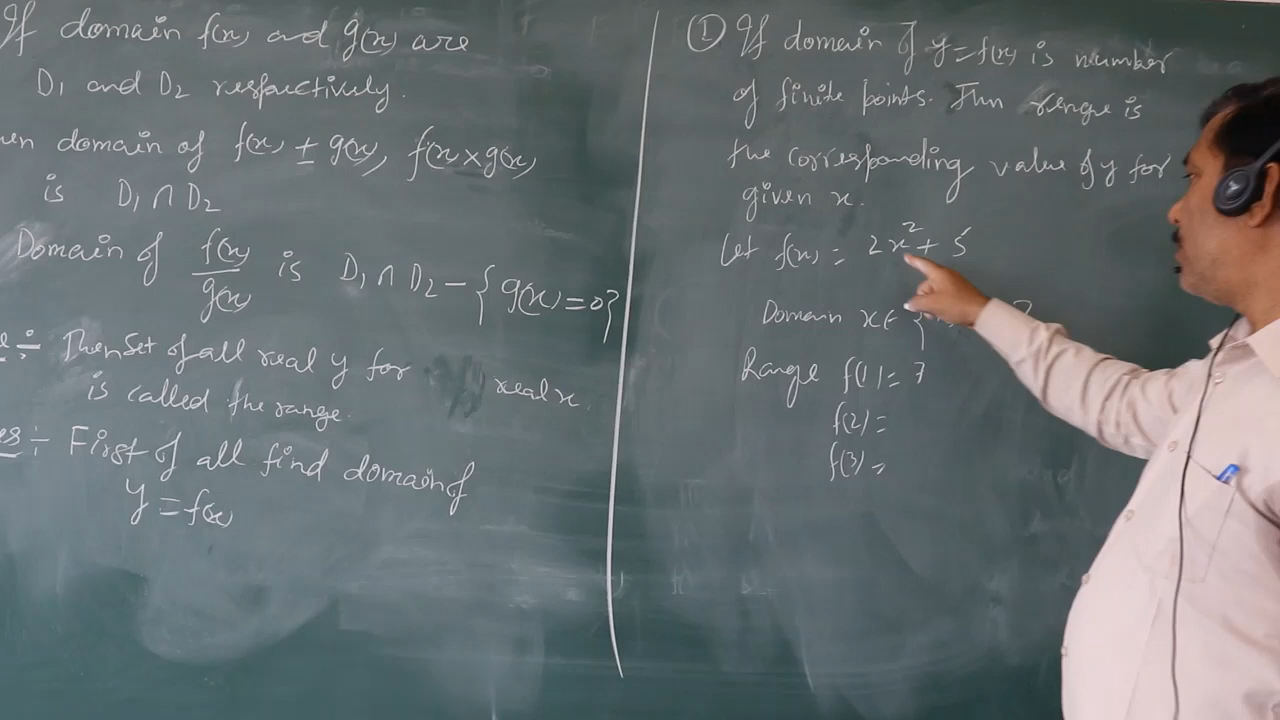 If domain f(x) and g(x) are
D1 and D2 respectively.
en domain of f(x) ± g(x), f(x) × g(x)
is D1 ∩ D2
Domain of f(x)/g(x) is D1 ∩ D2 − {g(x) = 0}
e:- The set of all real y for real x
is called the range.
es :- First of all find domain of
y = f(x)
① If domain of y = f(x) is number
of finite points. Then range is
the corresponding value of y for
given x.
Let f(x) = 2x² + 5
Domain x ∈ {
Range f(1) = 7
f(2) =
f(3) =